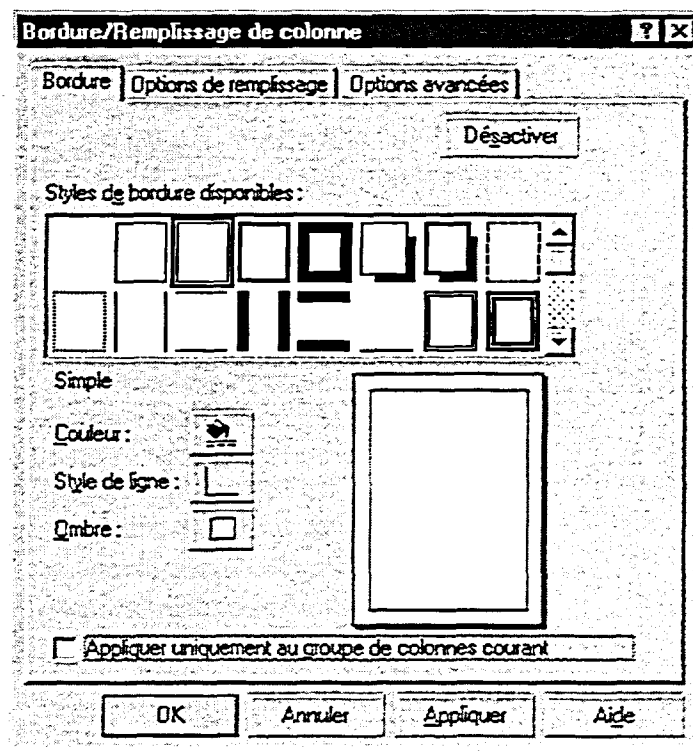 Bordure/Remplissage de colonne
Bordure Options de remplissage Options avancées
Désactiver
Styles de bordure disponibles :
Simple
Couleur :
Style de ligne :
Ombre :
Appliquer uniquement au groupe de colonnes courant
OK Annuler Appliquer Aide